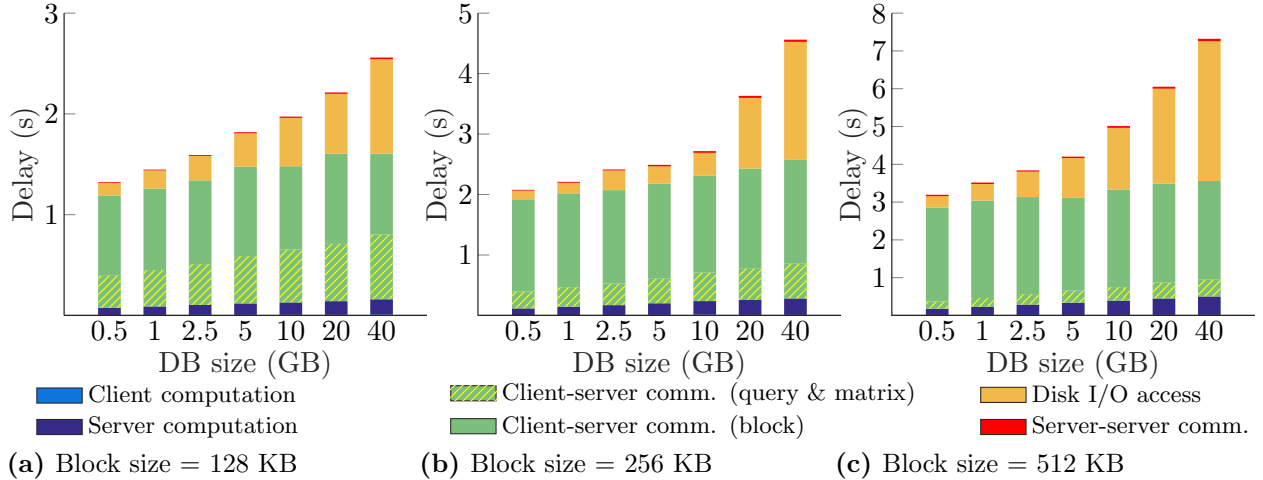 3
2
1
Delay (s)
0.5 1 2.5 5 10 20 40
DB size (GB)
5
4
3
2
1
Delay (s)
0.5 1 2.5 5 10 20 40
DB size (GB)
8
7
6
5
4
3
2
1
Delay (s)
0.5 1 2.5 5 10 20 40
DB size (GB)
Client computation
Server computation
Client-server comm. (query & matrix)
Client-server comm. (block)
Disk I/O access
Server-server comm.
(a) Block size = 128 KB
(b) Block size = 256 KB
(c) Block size = 512 KB